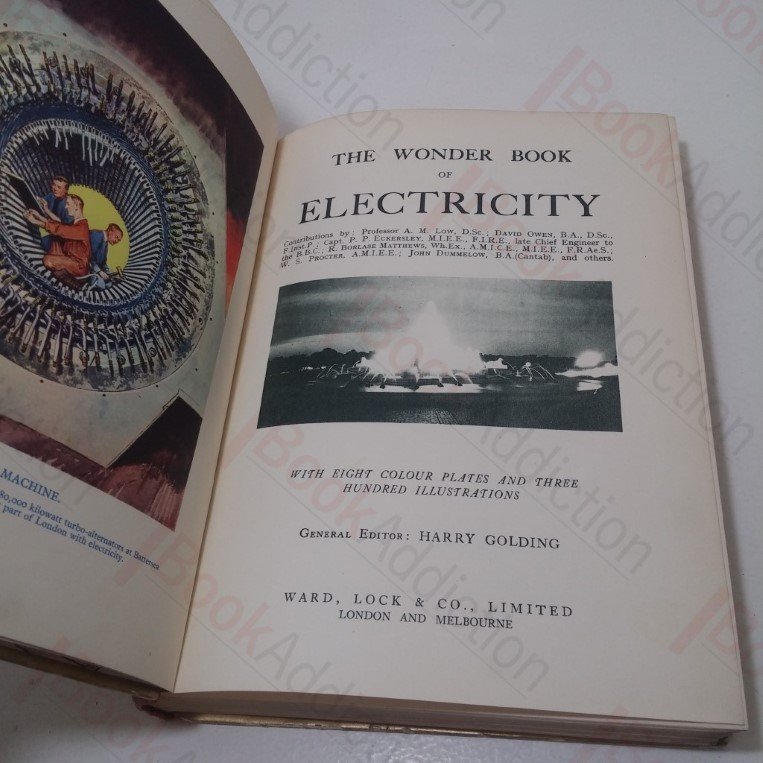 MACHINE.
80,000 kilowatt turbo-alternators at Battersea
part of London with electricity.
THE WONDER BOOK
OF
ELECTRICITY
Contributions by: Professor A. M. Low, D.Sc.; David Owen, B.A., D.Sc.,
F.Inst.P.; Capt. P. P. Eckersley, M.I.E.E., F.I.R.E., late Chief Engineer to
the B.B.C.; R. Borlase Matthews, Wh.Ex., A.M.I.C.E., M.I.E.E., F.R.Ae.S.;
W. S. Procter, A.M.I.E.E.; John Dummelow, B.A.(Cantab), and others.
WITH EIGHT COLOUR PLATES AND THREE
HUNDRED ILLUSTRATIONS
General Editor: HARRY GOLDING
WARD, LOCK & CO., LIMITED
LONDON AND MELBOURNE
BookAddiction